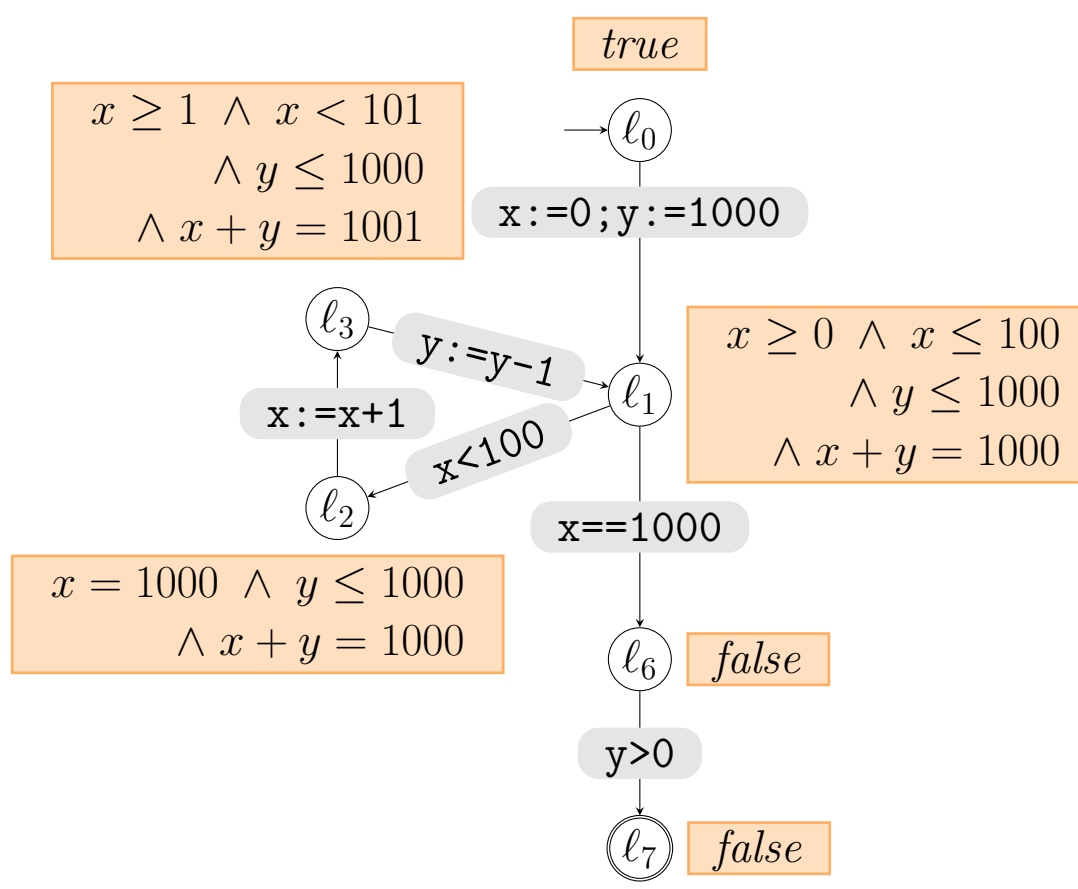 true
x ≥ 1 ∧ x < 101
∧ y ≤ 1000
∧ x + y = 1001
ℓ0
x:=0;y:=1000
ℓ3
y:=y-1
x ≥ 0 ∧ x ≤ 100
∧ y ≤ 1000
∧ x + y = 1000
ℓ1
x:=x+1
x<100
ℓ2
x==1000
x = 1000 ∧ y ≤ 1000
∧ x + y = 1000
ℓ6
false
y>0
ℓ7
false